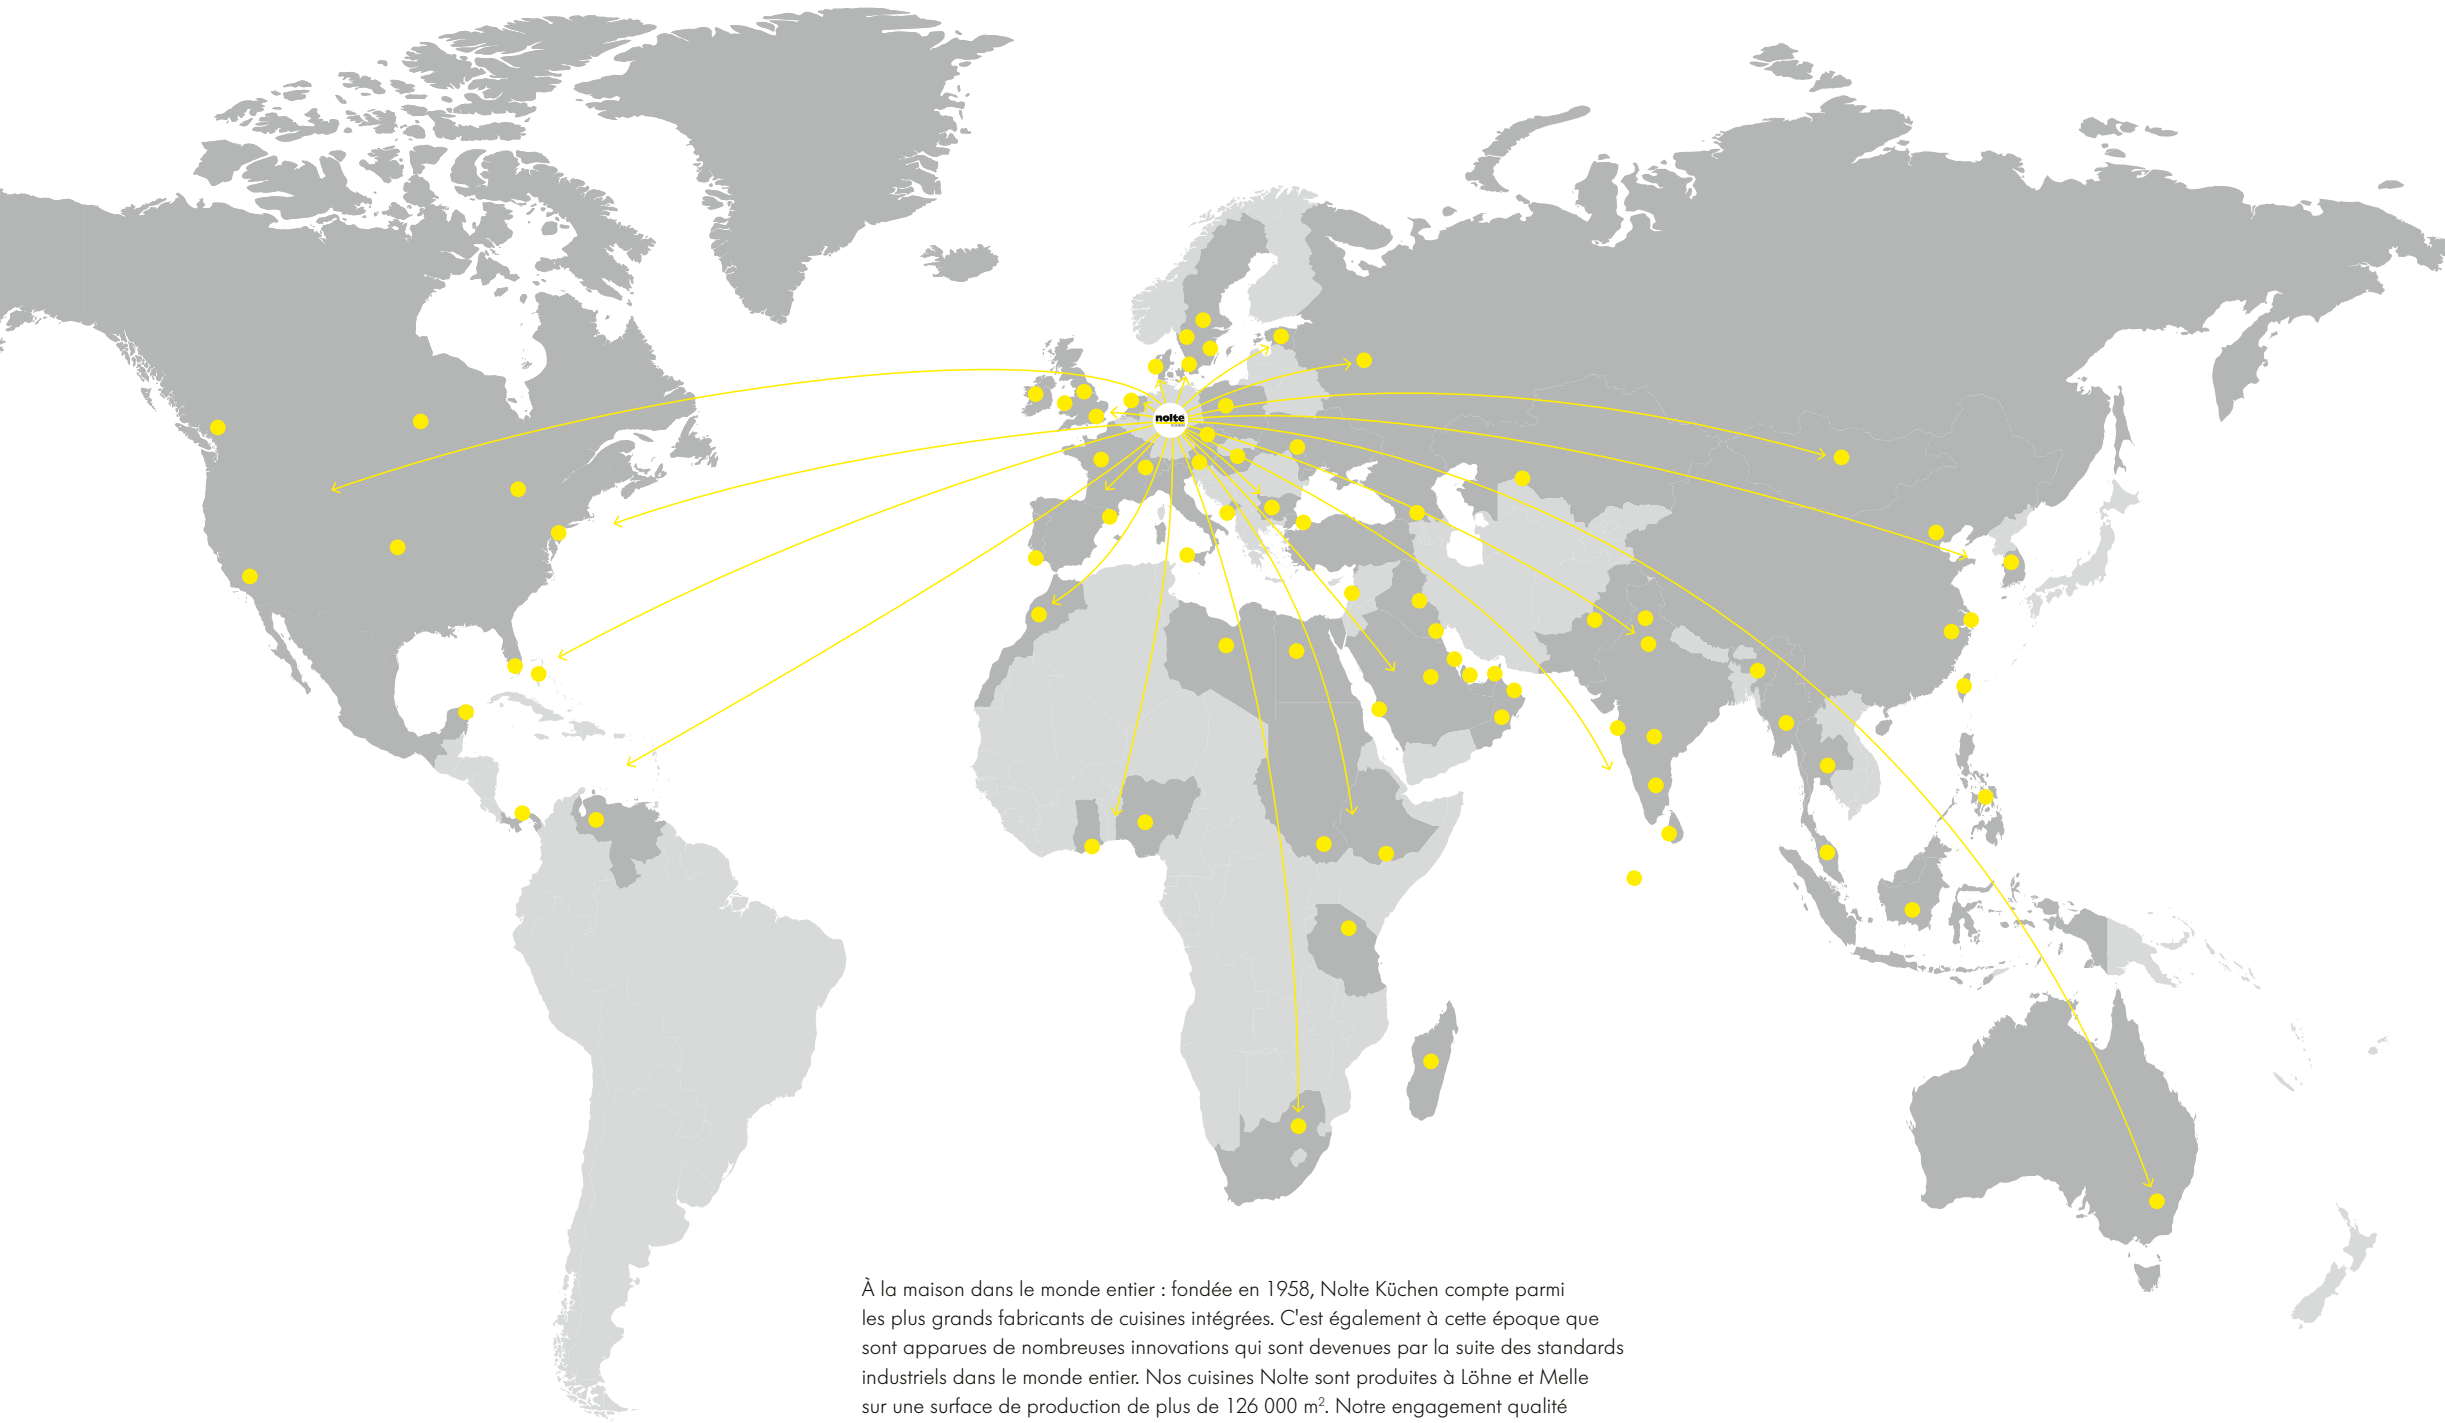 nolte
À la maison dans le monde entier : fondée en 1958, Nolte Küchen compte parmi
les plus grands fabricants de cuisines intégrées. C'est également à cette époque que
sont apparues de nombreuses innovations qui sont devenues par la suite des standards
industriels dans le monde entier. Nos cuisines Nolte sont produites à Löhne et Melle
sur une surface de production de plus de 126 000 m². Notre engagement qualité